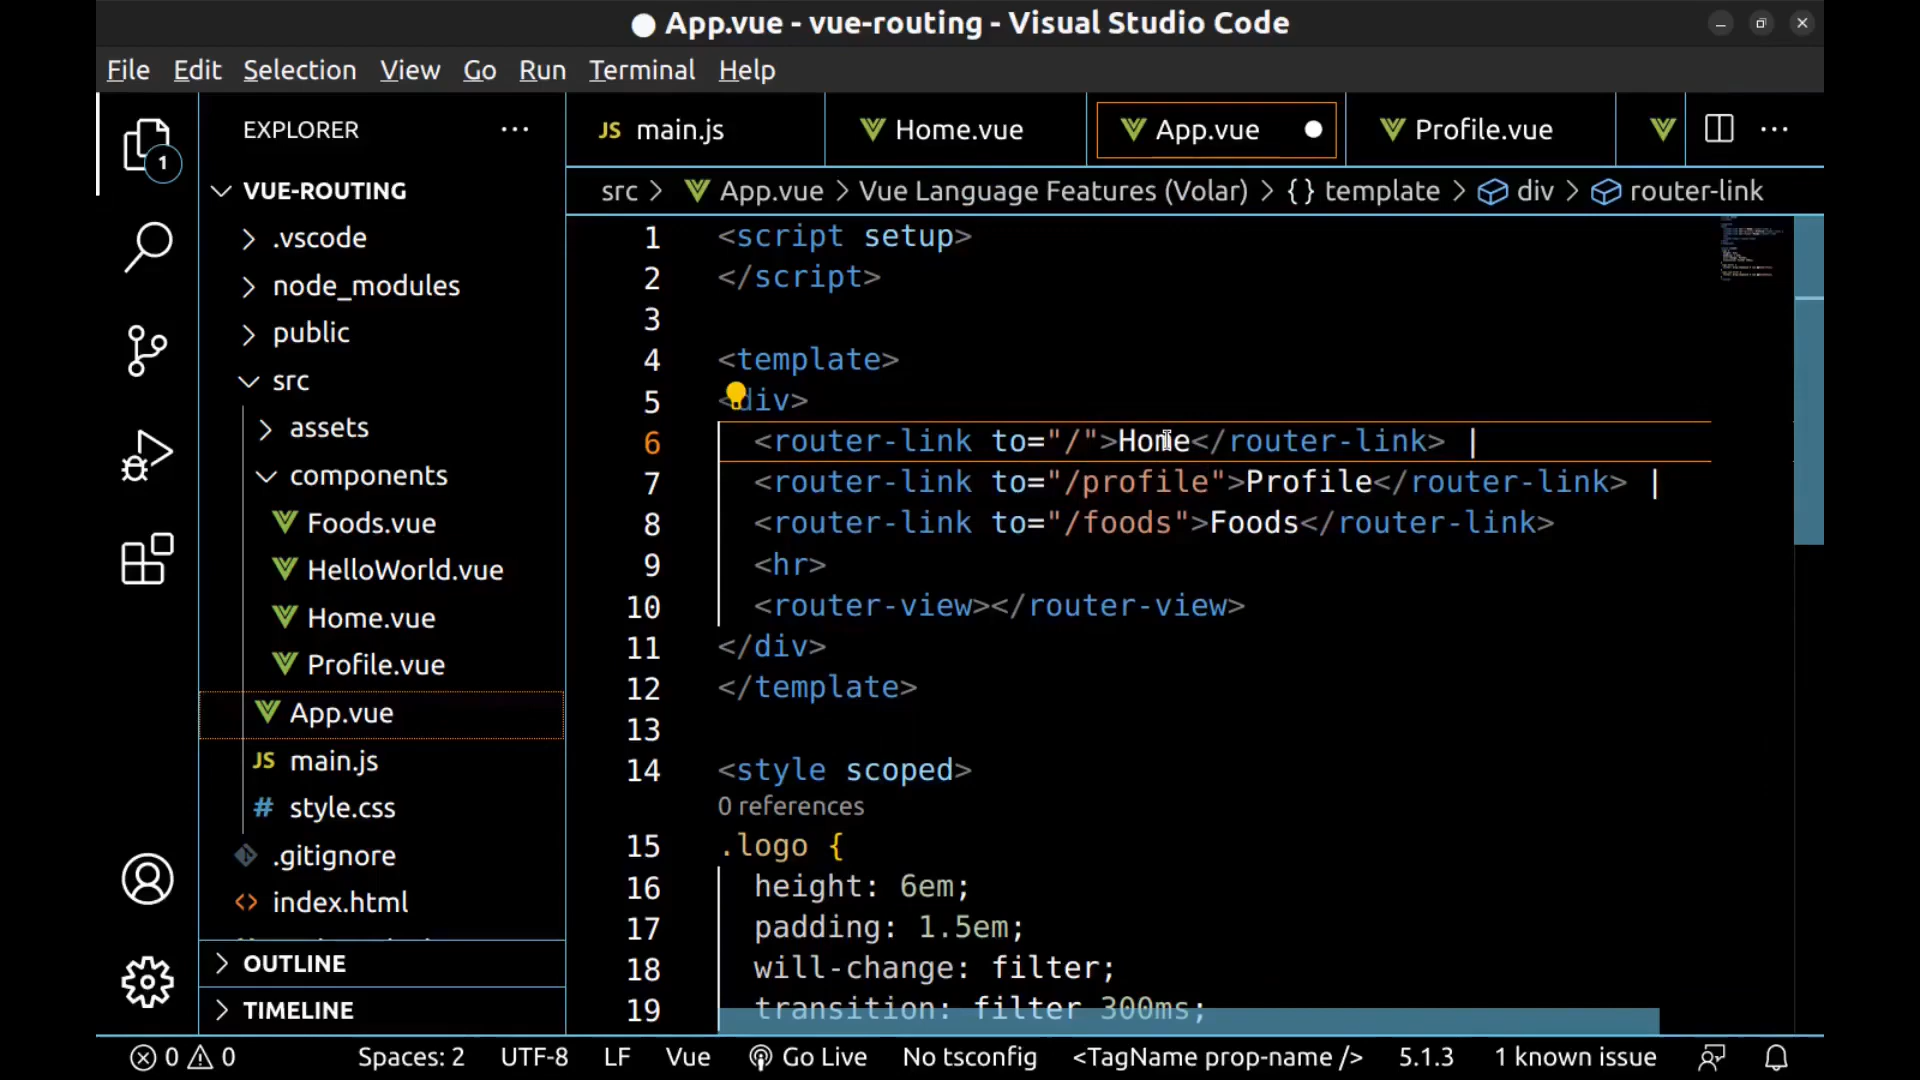 App.vue - vue-routing - Visual Studio Code
File Edit Selection View Go Run Terminal Help
1
EXPLORER
VUE-ROUTING
.vscode
node_modules
public
src
assets
components
Foods.vue
HelloWorld.vue
Home.vue
Profile.vue
App.vue
JS main.js
# style.css
.gitignore
<> index.html
OUTLINE
TIMELINE
JS main.js Home.vue App.vue Profile.vue
src > App.vue > Vue Language Features (Volar) > {} template > div > router-link
1 <script setup>
2 </script>
3
4 <template>
5 <div>
6 <router-link to="/">Home</router-link> |
7 <router-link to="/profile">Profile</router-link> |
8 <router-link to="/foods">Foods</router-link>
9 <hr>
10 <router-view></router-view>
11 </div>
12 </template>
13
14 <style scoped>
0 references
15 .logo {
16 height: 6em;
17 padding: 1.5em;
18 will-change: filter;
19 transition: filter 300ms;
0 0 Spaces: 2 UTF-8 LF Vue Go Live No tsconfig <TagName prop-name /> 5.1.3 1 known issue